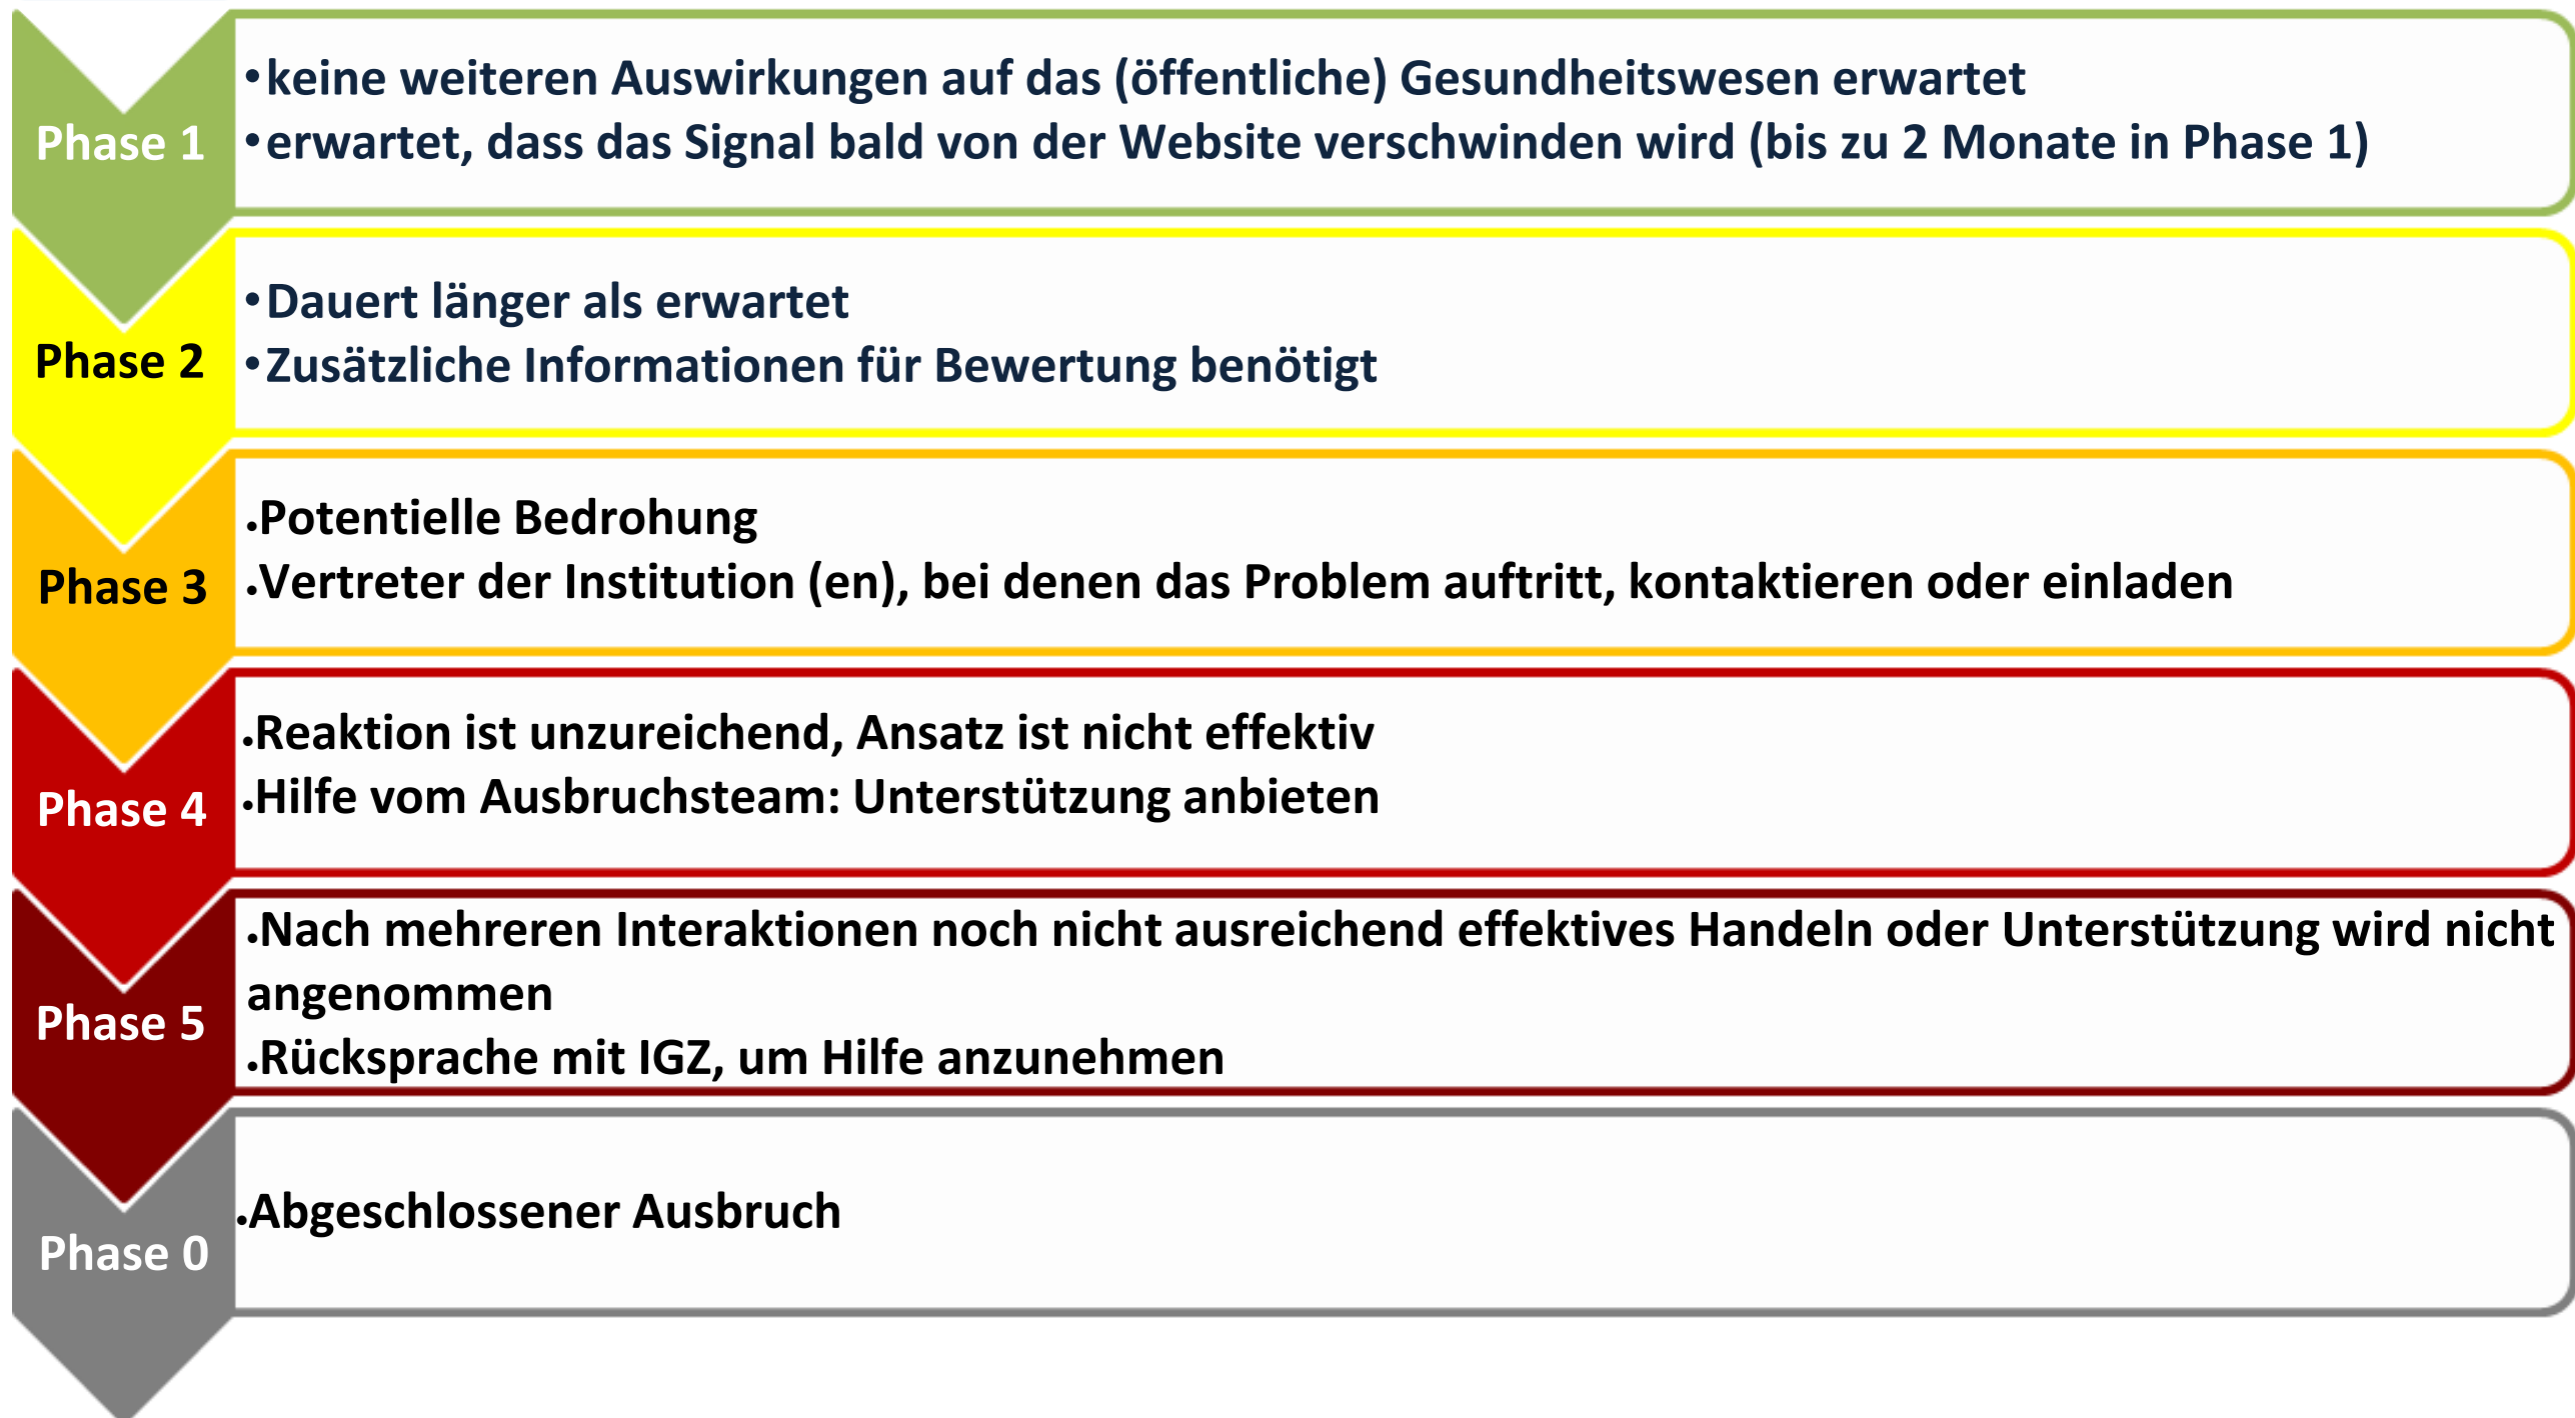 Phase 1
•keine weiteren Auswirkungen auf das (öffentliche) Gesundheitswesen erwartet
•erwartet, dass das Signal bald von der Website verschwinden wird (bis zu 2 Monate in Phase 1)
Phase 2
•Dauert länger als erwartet
•Zusätzliche Informationen für Bewertung benötigt
Phase 3
•Potentielle Bedrohung
•Vertreter der Institution (en), bei denen das Problem auftritt, kontaktieren oder einladen
Phase 4
•Reaktion ist unzureichend, Ansatz ist nicht effektiv
•Hilfe vom Ausbruchsteam: Unterstützung anbieten
Phase 5
•Nach mehreren Interaktionen noch nicht ausreichend effektives Handeln oder Unterstützung wird nicht
angenommen
•Rücksprache mit IGZ, um Hilfe anzunehmen
Phase 0
•Abgeschlossener Ausbruch